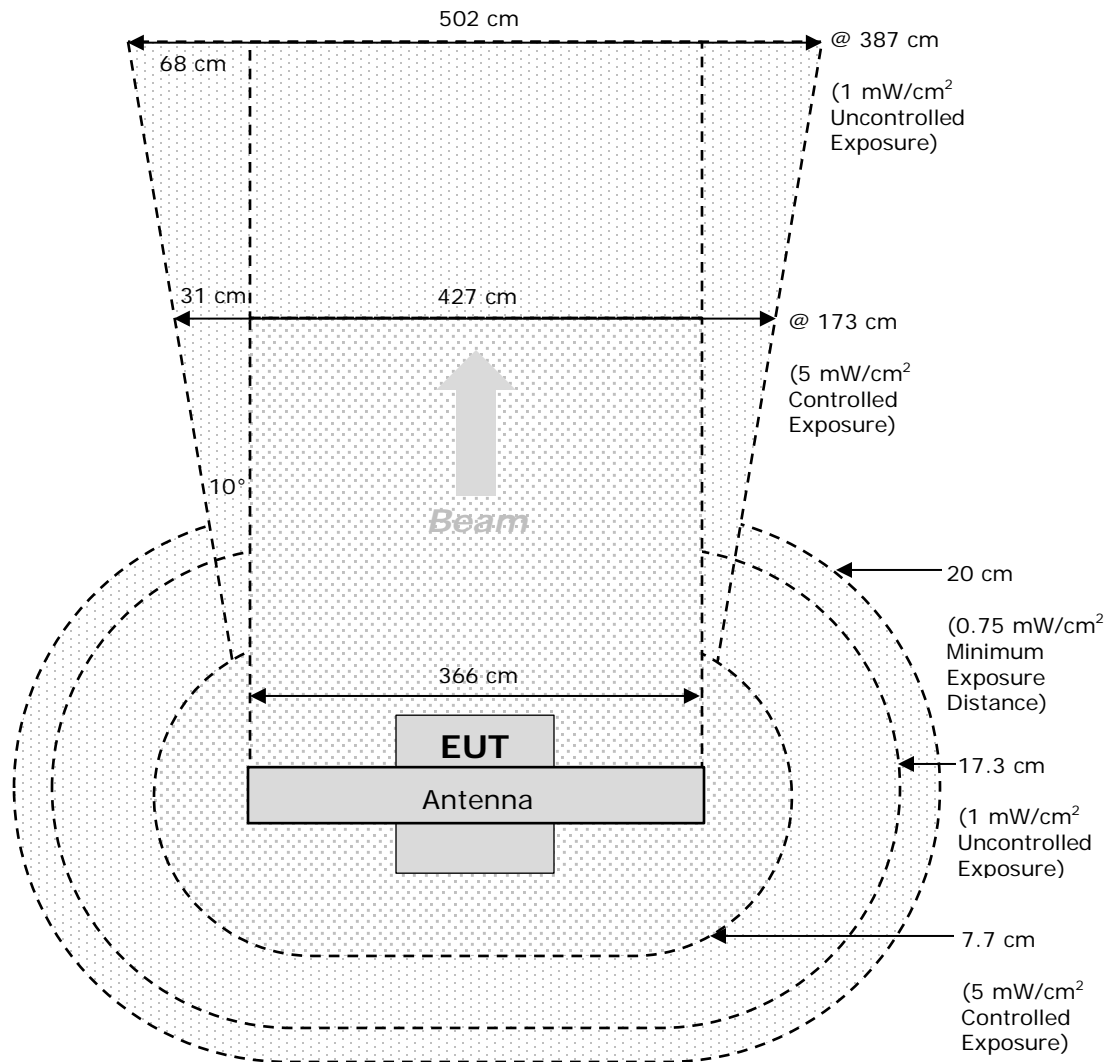 502 cm
@ 387 cm
68 cm
(1 mW/cm²
Uncontrolled
Exposure)
31 cm
427 cm
@ 173 cm
(5 mW/cm²
Controlled
Exposure)
10°
Beam
20 cm
(0.75 mW/cm²
Minimum
Exposure
Distance)
366 cm
EUT
Antenna
17.3 cm
(1 mW/cm²
Uncontrolled
Exposure)
7.7 cm
(5 mW/cm²
Controlled
Exposure)